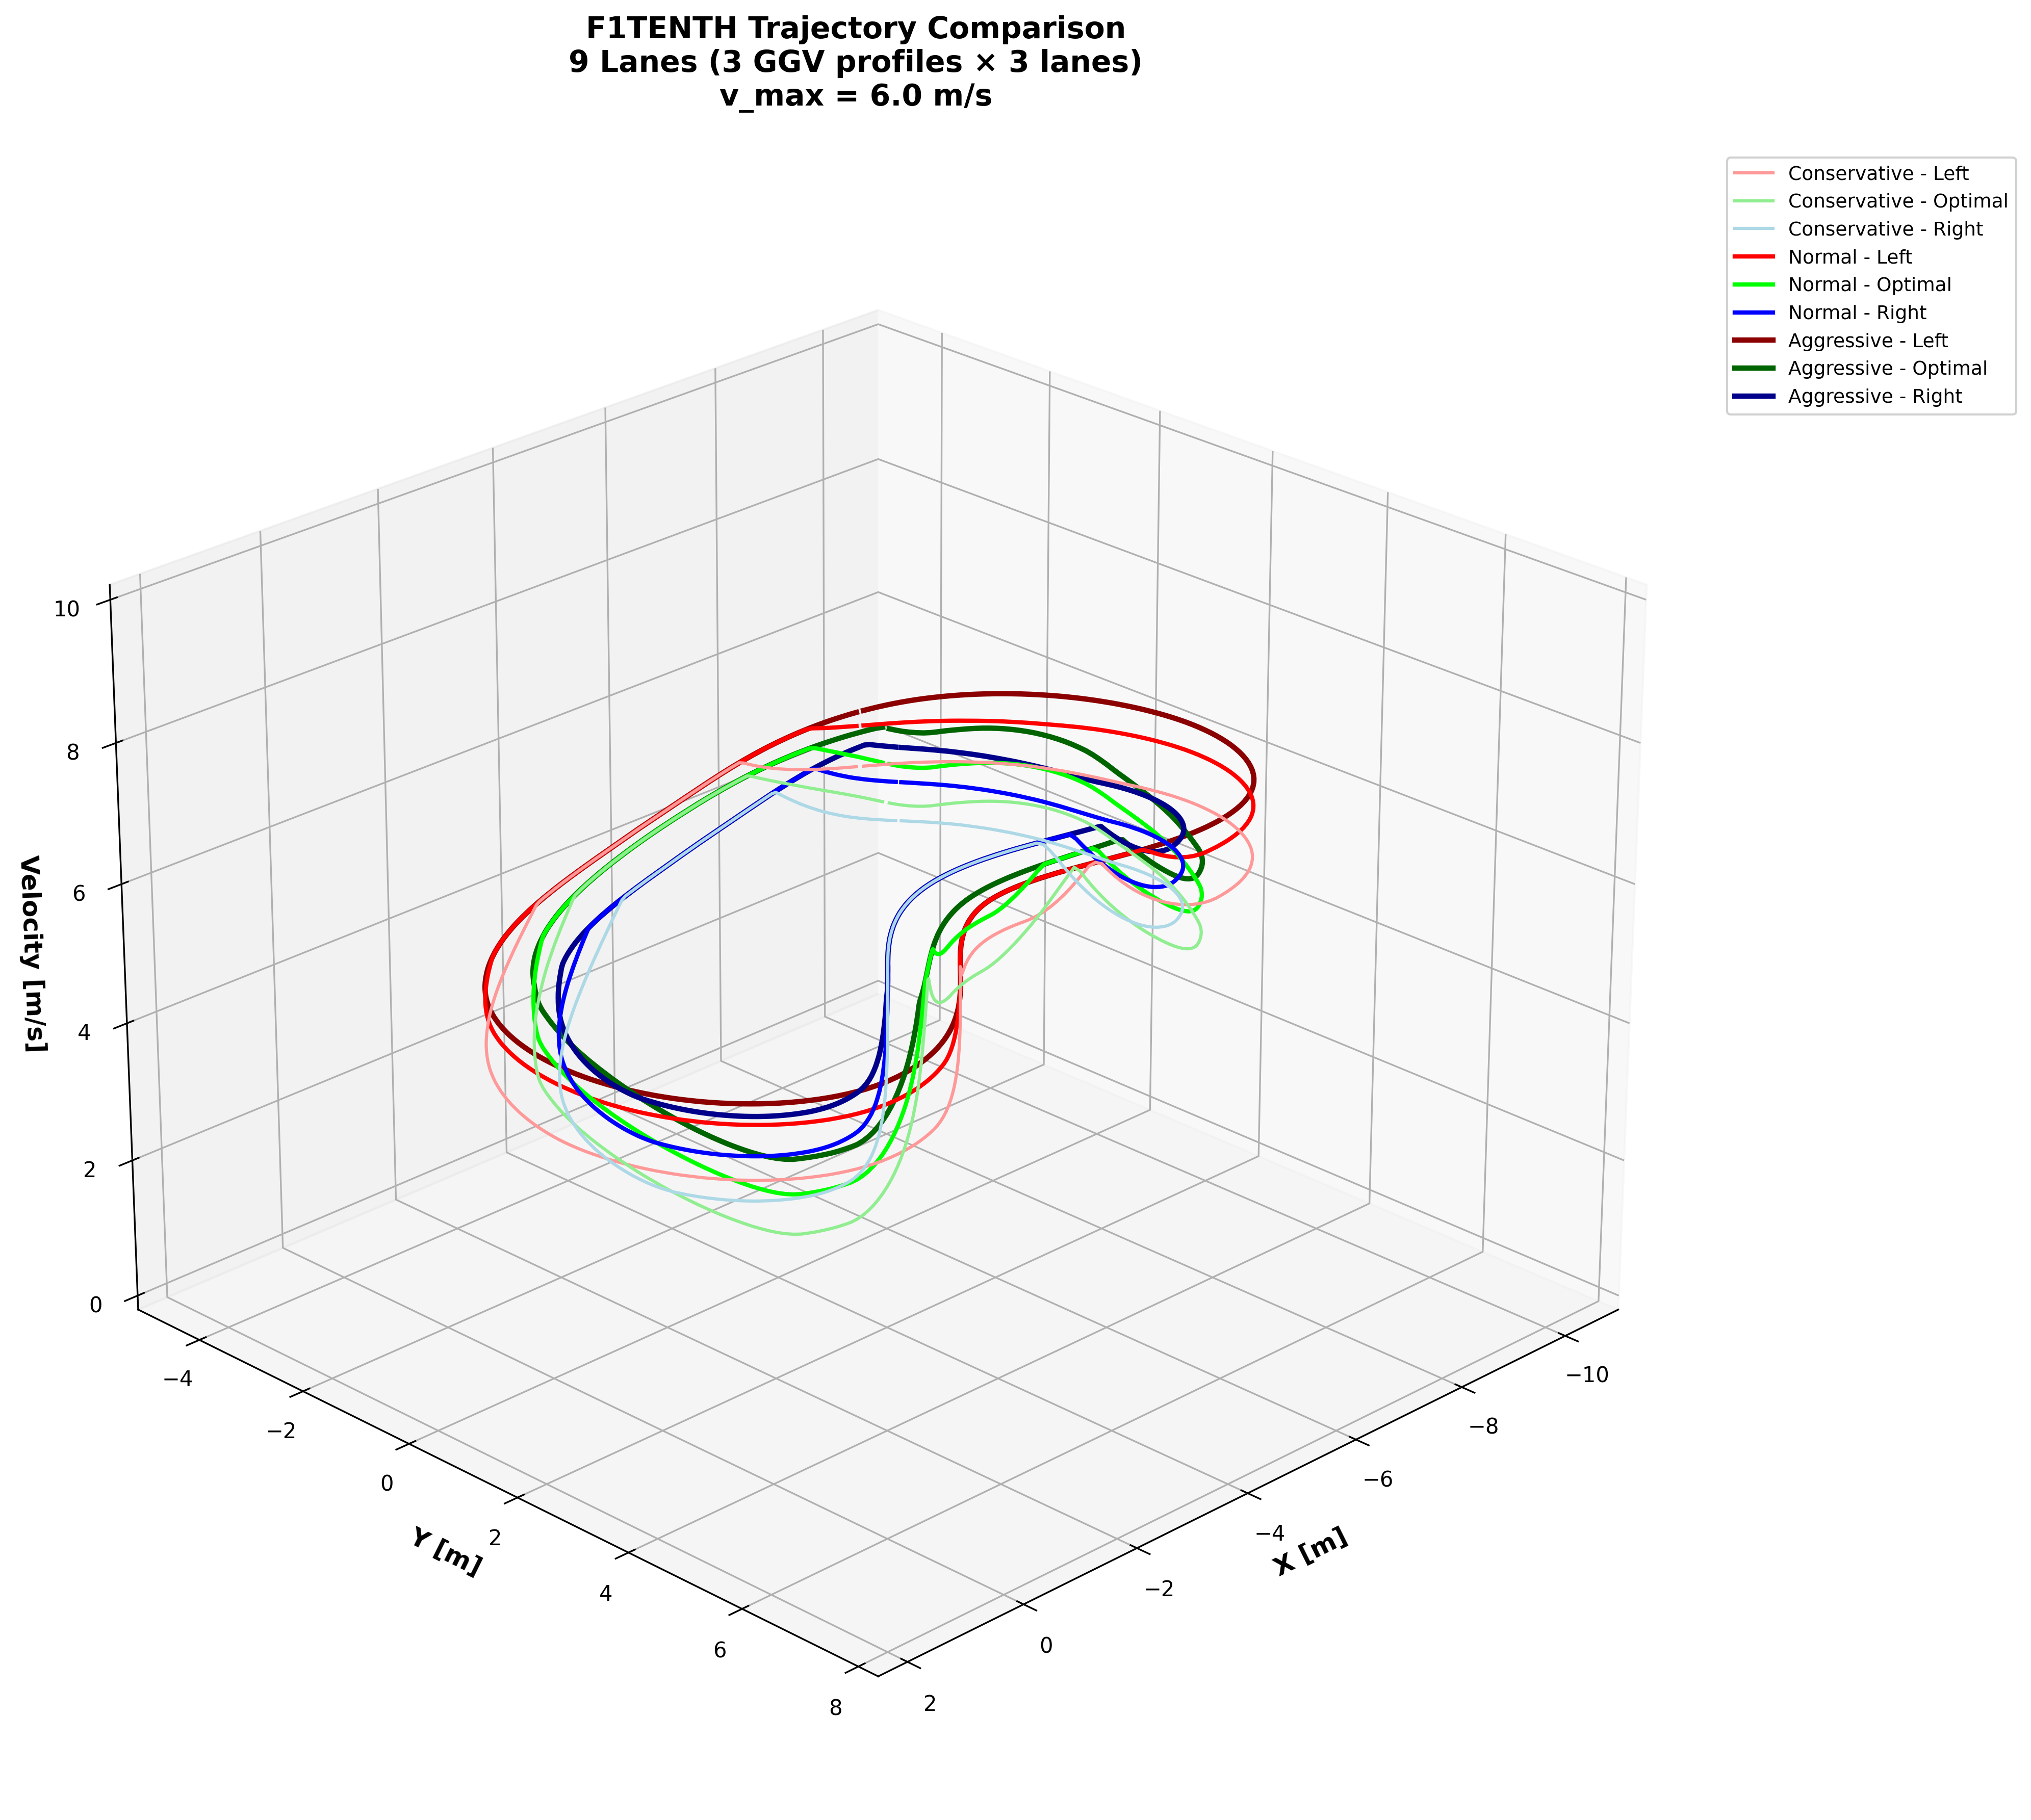 F1TENTH Trajectory Comparison
9 Lanes (3 GGV profiles × 3 lanes)
v_max = 6.0 m/s
Conservative - Left
Conservative - Optimal
Conservative - Right
Normal - Left
Normal - Optimal
Normal - Right
Aggressive - Left
Aggressive - Optimal
Aggressive - Right
Velocity [m/s]
10
8
6
4
2
0
Y [m]
−4
−2
0
2
4
6
8
X [m]
−10
−8
−6
−4
−2
0
2